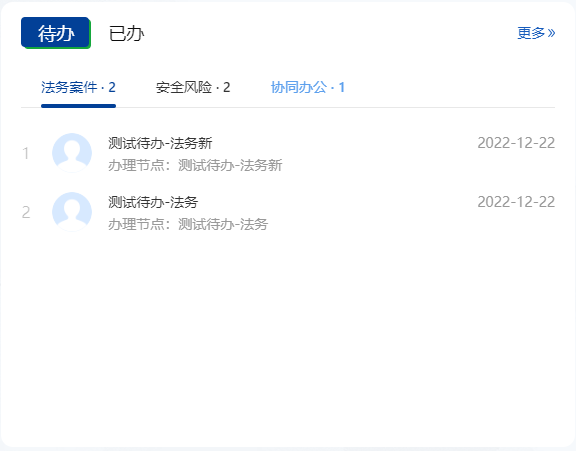 待办 已办 更多 »
法务案件 · 2 安全风险 · 2 协同办公 · 1
1 测试待办-法务新 2022-12-22
办理节点：测试待办-法务新
2 测试待办-法务 2022-12-22
办理节点：测试待办-法务